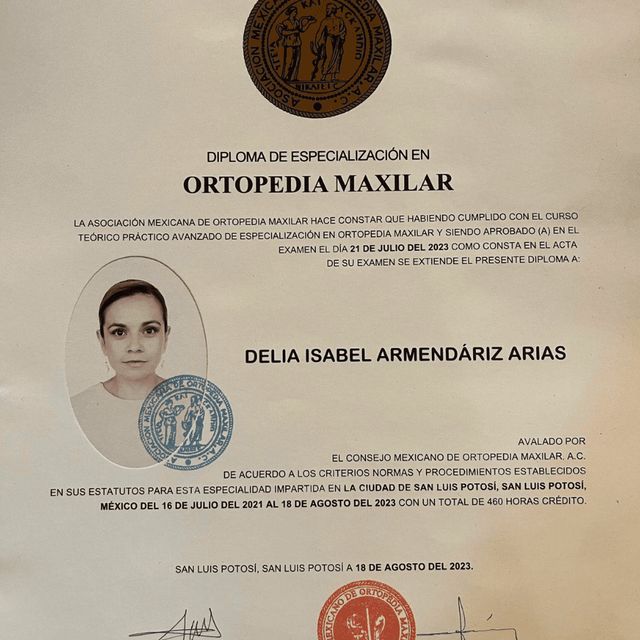 ASOCIACION MEXICANA DE ORTOPEDIA MAXILAR, A.C.
DIPLOMA DE ESPECIALIZACIÓN EN
ORTOPEDIA MAXILAR
LA ASOCIACIÓN MEXICANA DE ORTOPEDIA MAXILAR HACE CONSTAR QUE HABIENDO CUMPLIDO CON EL CURSO
TEÓRICO PRÁCTICO AVANZADO DE ESPECIALIZACIÓN EN ORTOPEDIA MAXILAR Y SIENDO APROBADO (A) EN EL
EXAMEN EL DÍA 21 DE JULIO DEL 2023 COMO CONSTA EN EL ACTA
DE SU EXAMEN SE EXTIENDE EL PRESENTE DIPLOMA A:
DELIA ISABEL ARMENDÁRIZ ARIAS
AVALADO POR
EL CONSEJO MEXICANO DE ORTOPEDIA MAXILAR, A.C.
DE ACUERDO A LOS CRITERIOS NORMAS Y PROCEDIMIENTOS ESTABLECIDOS
EN SUS ESTATUTOS PARA ESTA ESPECIALIDAD IMPARTIDA EN LA CIUDAD DE SAN LUIS POTOSÍ, SAN LUIS POTOSÍ,
MÉXICO DEL 16 DE JULIO DEL 2021 AL 18 DE AGOSTO DEL 2023 CON UN TOTAL DE 460 HORAS CRÉDITO.
SAN LUIS POTOSÍ, SAN LUIS POTOSÍ A 18 DE AGOSTO DEL 2023.
MEXICANO DE ORTOPEDIA